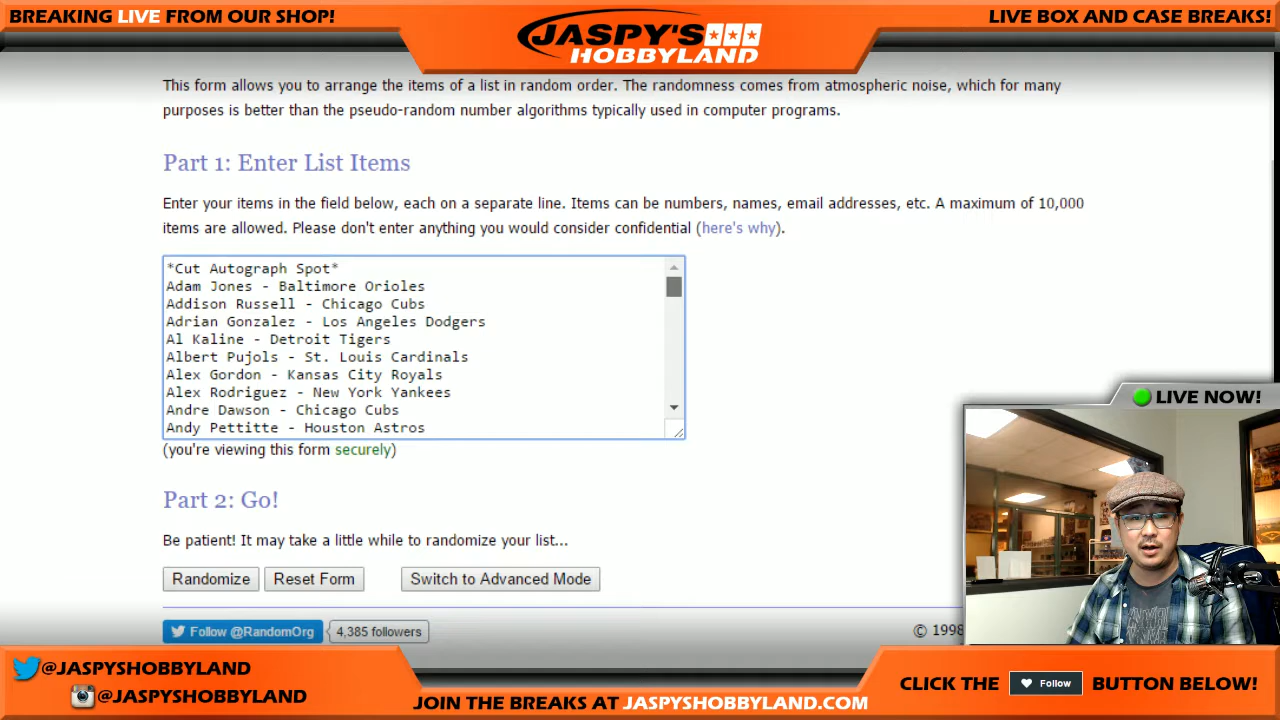 BREAKING LIVE FROM OUR SHOP!
JASPY'S
HOBBYLAND
LIVE BOX AND CASE BREAKS!
This form allows you to arrange the items of a list in random order. The randomness comes from atmospheric noise, which for many
purposes is better than the pseudo-random number algorithms typically used in computer programs.
Part 1: Enter List Items
Enter your items in the field below, each on a separate line. Items can be numbers, names, email addresses, etc. A maximum of 10,000
items are allowed. Please don't enter anything you would consider confidential (here's why).
*Cut Autograph Spot*
Adam Jones - Baltimore Orioles
Addison Russell - Chicago Cubs
Adrian Gonzalez - Los Angeles Dodgers
Al Kaline - Detroit Tigers
Albert Pujols - St. Louis Cardinals
Alex Gordon - Kansas City Royals
Alex Rodriguez - New York Yankees
Andre Dawson - Chicago Cubs
Andy Pettitte - Houston Astros
(you're viewing this form securely)
LIVE NOW!
Part 2: Go!
Be patient! It may take a little while to randomize your list...
Randomize Reset Form Switch to Advanced Mode
Follow @RandomOrg 4,385 followers
© 1998
@JASPYSHOBBYLAND
@JASPYSHOBBYLAND
JOIN THE BREAKS AT JASPYSHOBBYLAND.COM
CLICK THE Follow BUTTON BELOW!